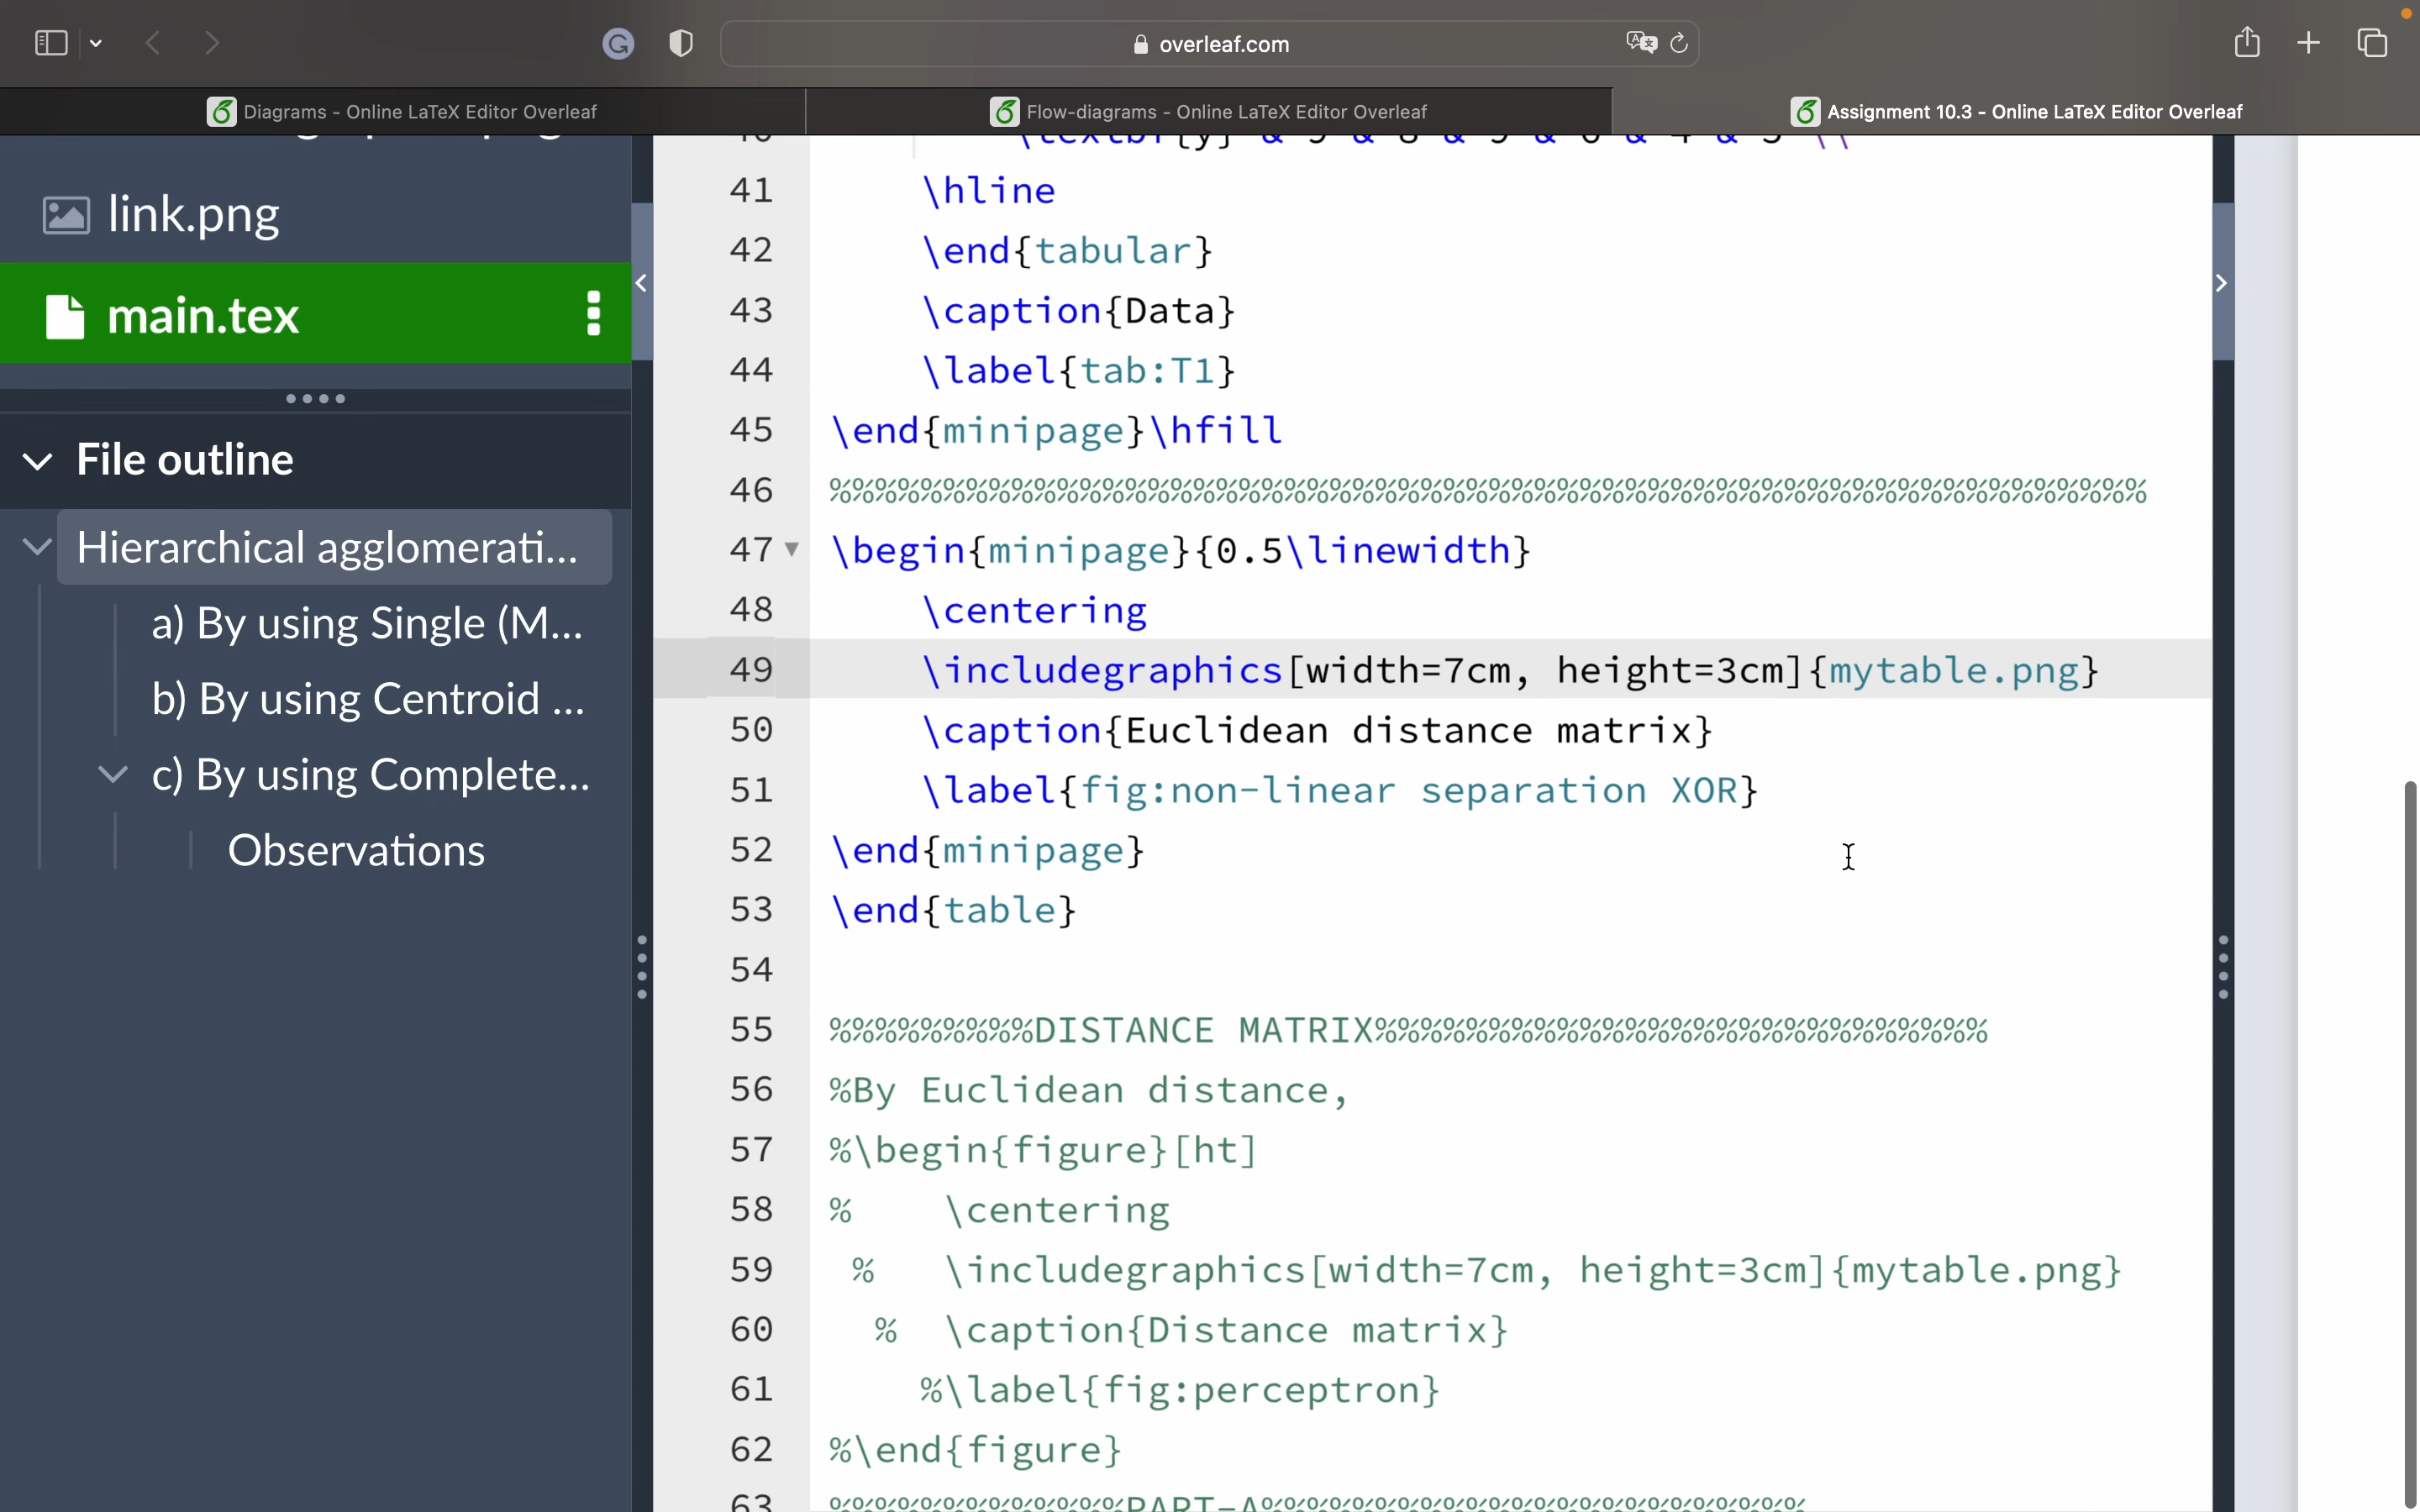 overleaf.com
Diagrams - Online LaTeX Editor Overleaf
Flow-diagrams - Online LaTeX Editor Overleaf
Assignment 10.3 - Online LaTeX Editor Overleaf
link.png
main.tex
File outline
Hierarchical agglomerati...
a) By using Single (M...
b) By using Centroid ...
c) By using Complete...
Observations
41 \hline
42 \end{tabular}
43 \caption{Data}
44 \label{tab:T1}
45 \end{minipage}\hfill
46 %%%%%%%%%%%%%%%%%%%%%%%%%%%%%%%%%%%%%%%%%%%%%%%%%%%%%%%%%%
47 \begin{minipage}{0.5\linewidth}
48 \centering
49 \includegraphics[width=7cm, height=3cm]{mytable.png}
50 \caption{Euclidean distance matrix}
51 \label{fig:non-linear separation XOR}
52 \end{minipage}
53 \end{table}
54
55 %%%%%%%%%DISTANCE MATRIX%%%%%%%%%%%%%%%%%%%%%%%%%%%
56 %By Euclidean distance,
57 %\begin{figure}[ht]
58 % \centering
59 % \includegraphics[width=7cm, height=3cm]{mytable.png}
60 % \caption{Distance matrix}
61 %\label{fig:perceptron}
62 %\end{figure}
63 %%%%%%%%%%%%%PART-A%%%%%%%%%%%%%%%%%%%%%%%%